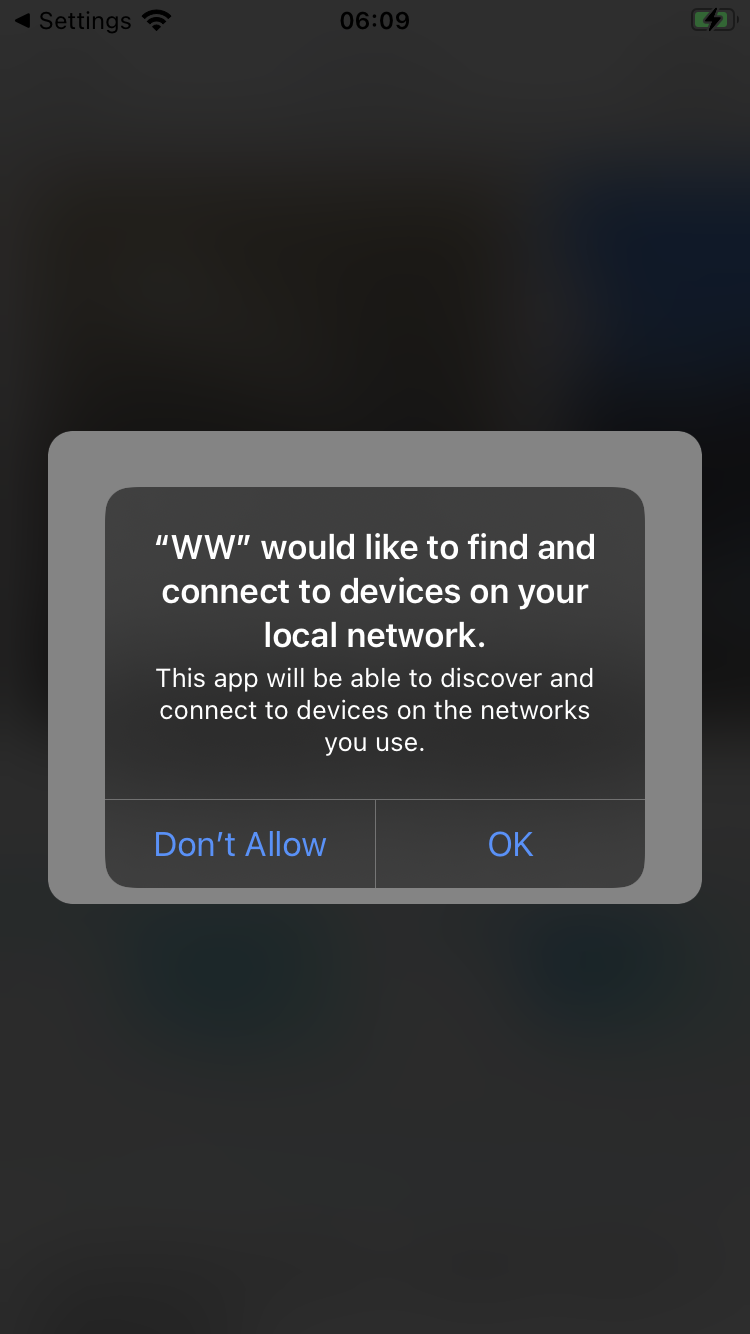 ◀ Settings 06:09
“WW” would like to find and
connect to devices on your
local network.
This app will be able to discover and
connect to devices on the networks
you use.
Don’t Allow OK